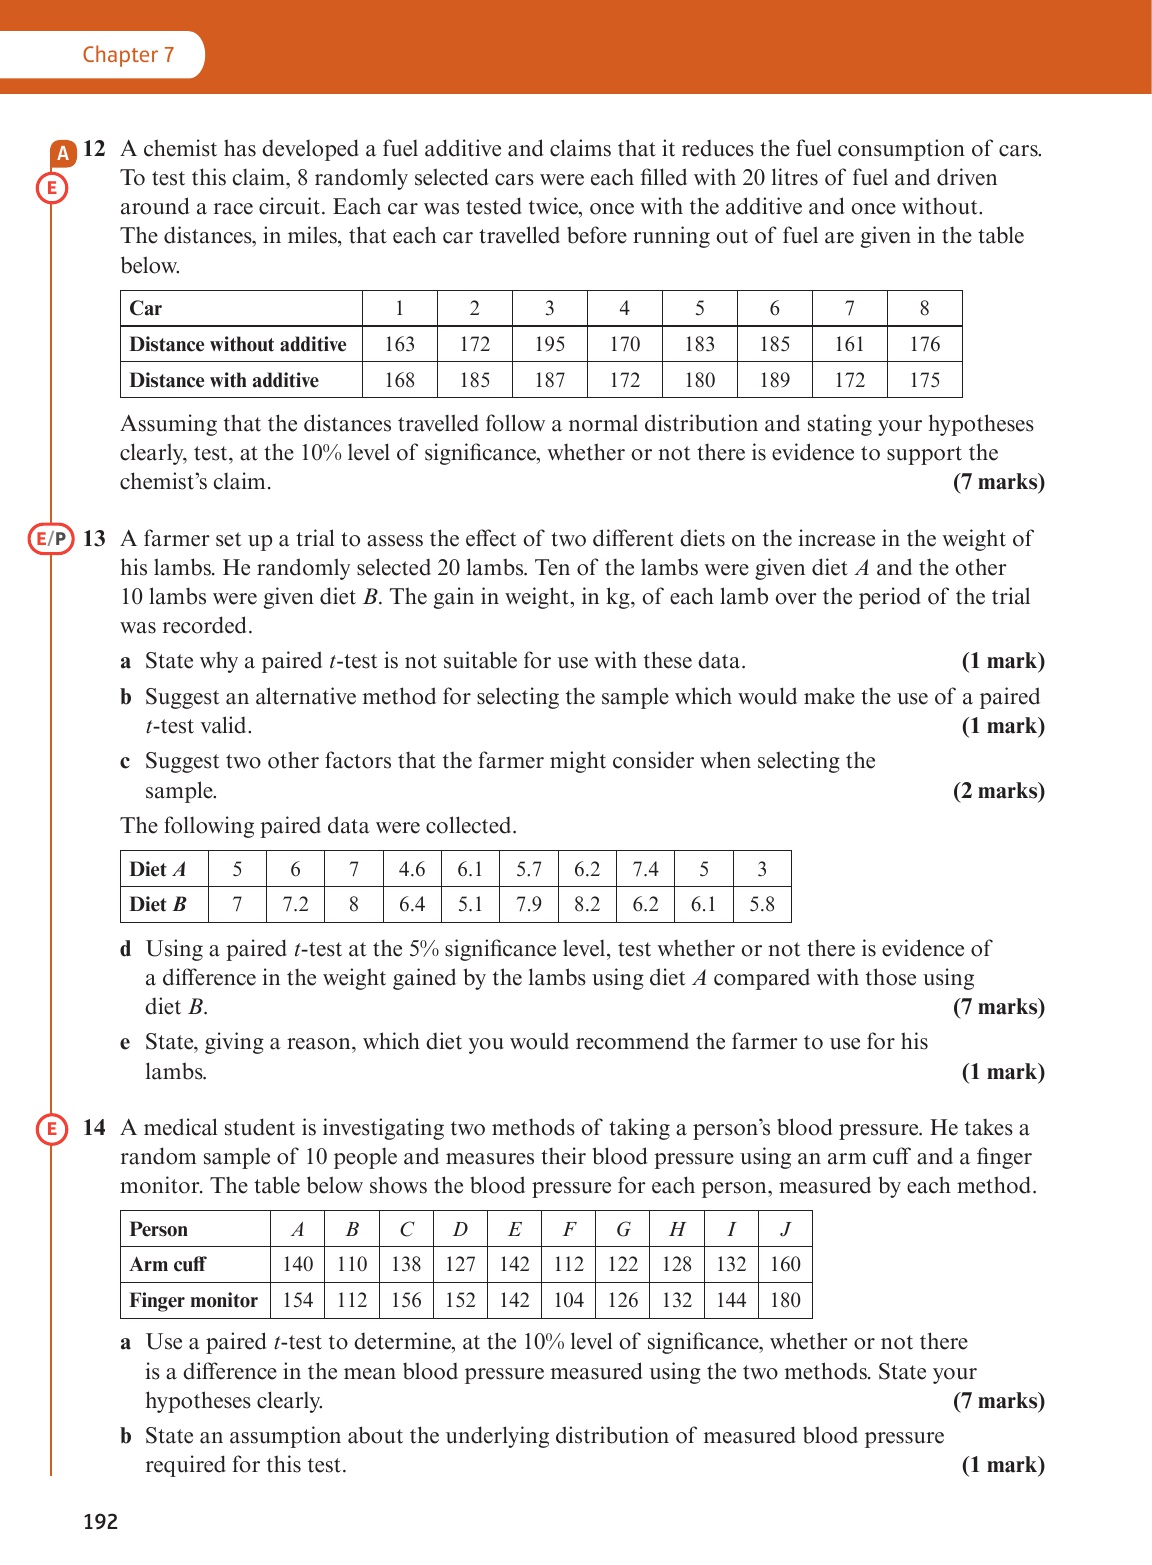 Chapter 7
A
E
12 A chemist has developed a fuel additive and claims that it reduces the fuel consumption of cars.
To test this claim, 8 randomly selected cars were each filled with 20 litres of fuel and driven
around a race circuit. Each car was tested twice, once with the additive and once without.
The distances, in miles, that each car travelled before running out of fuel are given in the table
below.
Car 1 2 3 4 5 6 7 8
Distance without additive 163 172 195 170 183 185 161 176
Distance with additive 168 185 187 172 180 189 172 175
Assuming that the distances travelled follow a normal distribution and stating your hypotheses
clearly, test, at the 10% level of significance, whether or not there is evidence to support the
chemist's claim. (7 marks)
E/P 13 A farmer set up a trial to assess the effect of two different diets on the increase in the weight of
his lambs. He randomly selected 20 lambs. Ten of the lambs were given diet A and the other
10 lambs were given diet B. The gain in weight, in kg, of each lamb over the period of the trial
was recorded.
a State why a paired t-test is not suitable for use with these data. (1 mark)
b Suggest an alternative method for selecting the sample which would make the use of a paired
t-test valid. (1 mark)
c Suggest two other factors that the farmer might consider when selecting the
sample. (2 marks)
The following paired data were collected.
Diet A 5 6 7 4.6 6.1 5.7 6.2 7.4 5 3
Diet B 7 7.2 8 6.4 5.1 7.9 8.2 6.2 6.1 5.8
d Using a paired t-test at the 5% significance level, test whether or not there is evidence of
a difference in the weight gained by the lambs using diet A compared with those using
diet B. (7 marks)
e State, giving a reason, which diet you would recommend the farmer to use for his
lambs. (1 mark)
E 14 A medical student is investigating two methods of taking a person's blood pressure. He takes a
random sample of 10 people and measures their blood pressure using an arm cuff and a finger
monitor. The table below shows the blood pressure for each person, measured by each method.
Person A B C D E F G H I J
Arm cuff 140 110 138 127 142 112 122 128 132 160
Finger monitor 154 112 156 152 142 104 126 132 144 180
a Use a paired t-test to determine, at the 10% level of significance, whether or not there
is a difference in the mean blood pressure measured using the two methods. State your
hypotheses clearly. (7 marks)
b State an assumption about the underlying distribution of measured blood pressure
required for this test. (1 mark)
192